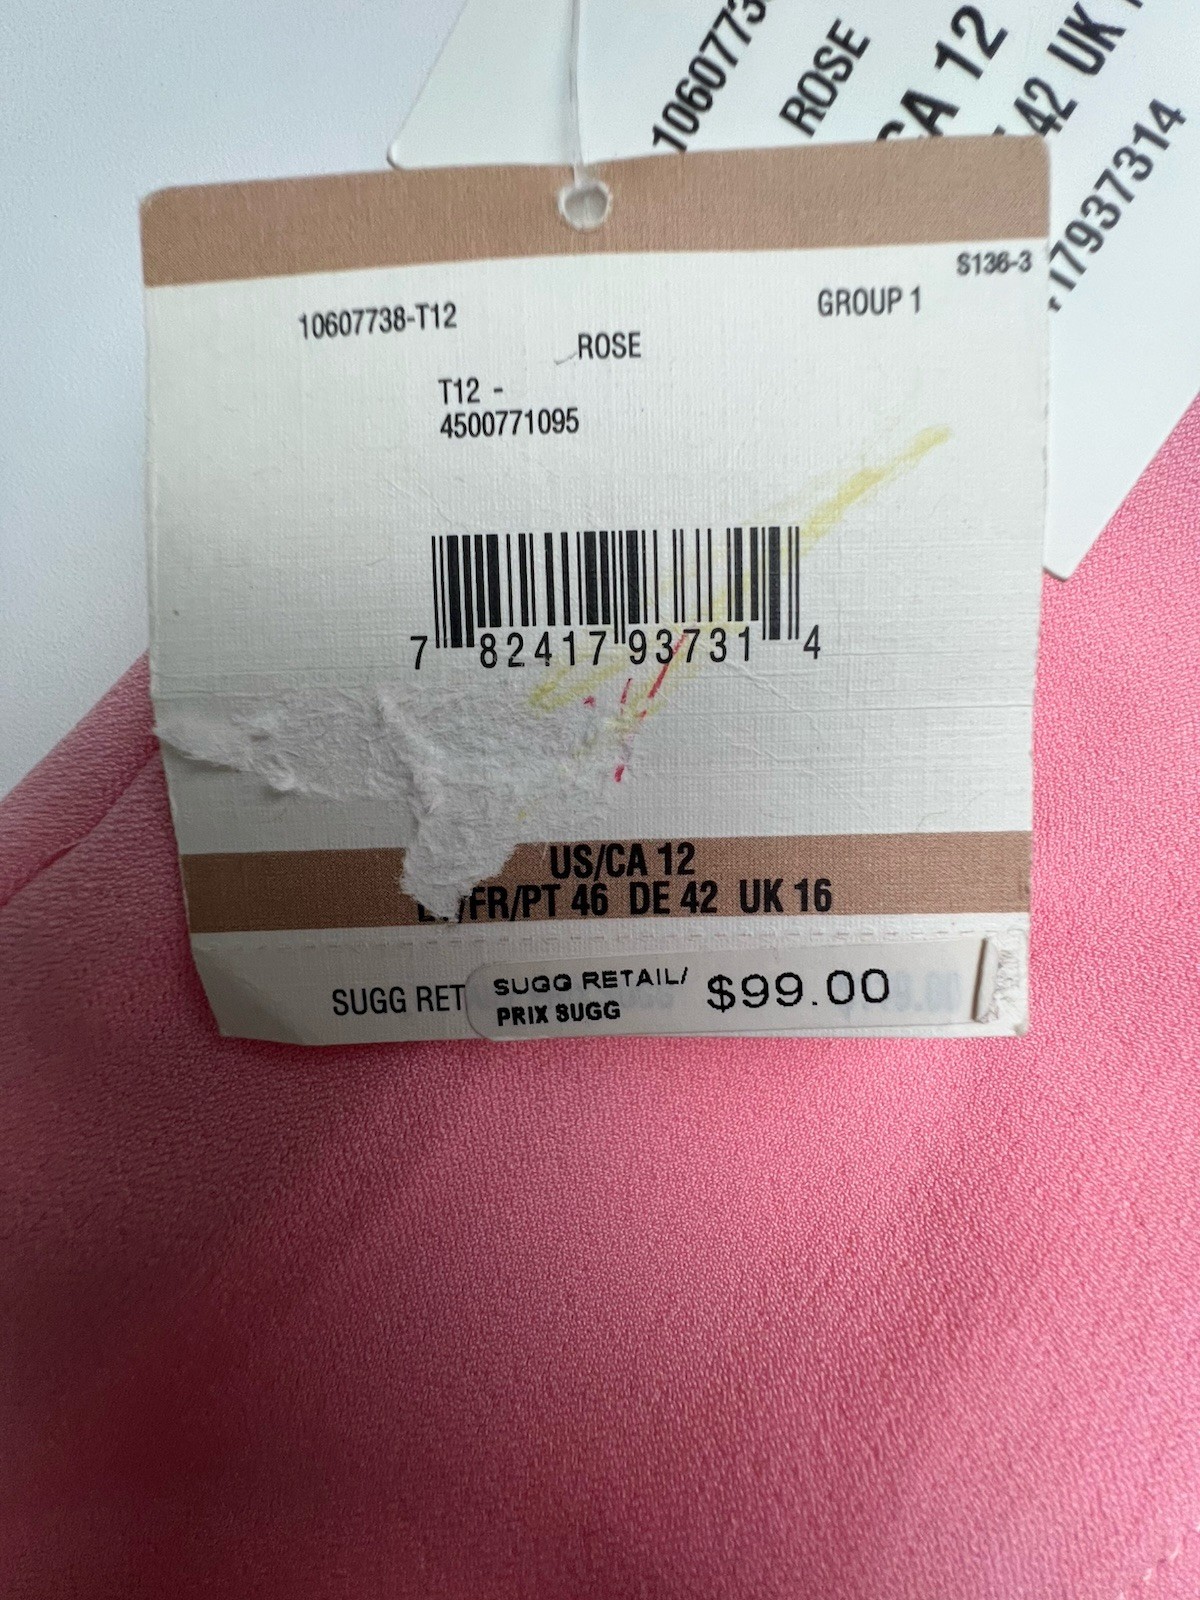 ROSE
CA 12
42 UK
17937314
S136-3
10607738-T12
GROUP 1
ROSE
T12 -
4500771095
7 82417 93731 4
US/CA 12
/FR/PT 46 DE 42 UK 16
SUGG RET
SUGG RETAIL/
PRIX SUGG
$99.00